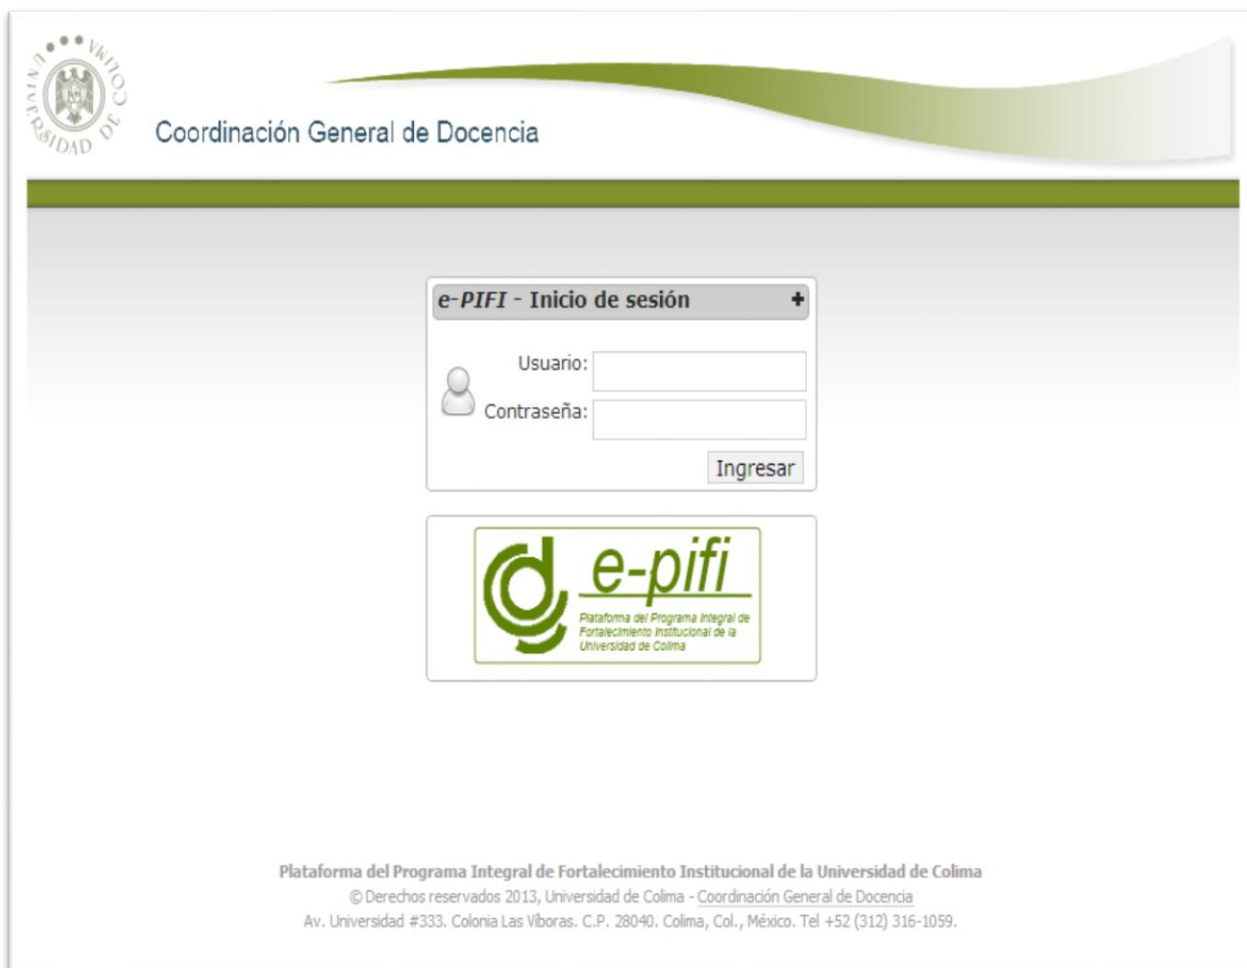 UNIVERSIDAD DE COLIMA
Coordinación General de Docencia
e-PIFI - Inicio de sesión
Usuario:
Contraseña:
Ingresar
e-pifi
Plataforma del Programa Integral de
Fortalecimiento Institucional de la
Universidad de Colima
Plataforma del Programa Integral de Fortalecimiento Institucional de la Universidad de Colima
© Derechos reservados 2013, Universidad de Colima - Coordinación General de Docencia
Av. Universidad #333. Colonia Las Víboras. C.P. 28040. Colima, Col., México. Tel +52 (312) 316-1059.